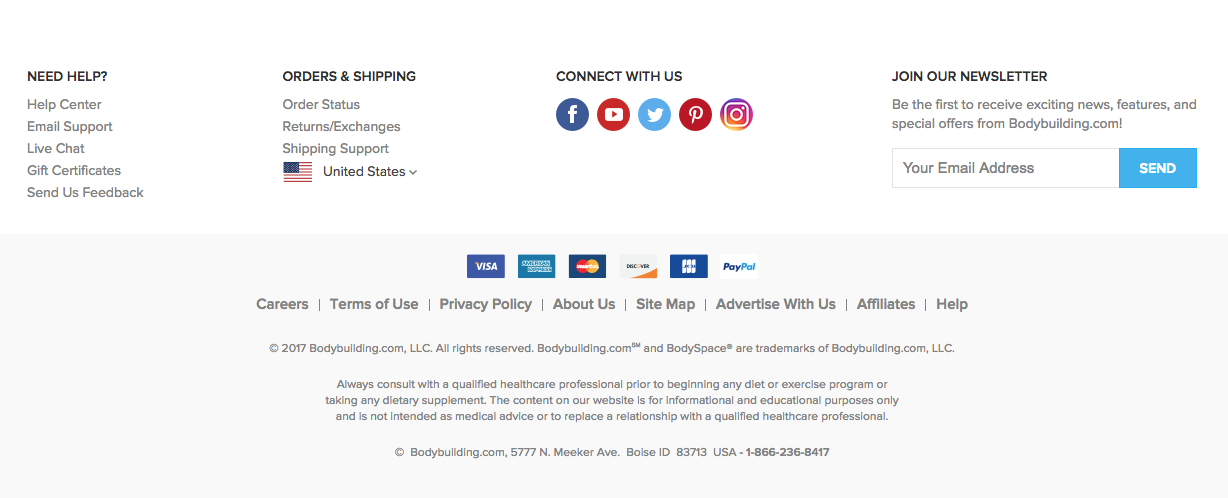 NEED HELP?
Help Center
Email Support
Live Chat
Gift Certificates
Send Us Feedback
ORDERS & SHIPPING
Order Status
Returns/Exchanges
Shipping Support
United States
CONNECT WITH US
JOIN OUR NEWSLETTER
Be the first to receive exciting news, features, and
special offers from Bodybuilding.com!
Your Email Address
SEND
VISA
AMERICAN
EXPRESS
MasterCard
DISCOVER
JCB
PayPal
Careers | Terms of Use | Privacy Policy | About Us | Site Map | Advertise With Us | Affiliates | Help
© 2017 Bodybuilding.com, LLC. All rights reserved. Bodybuilding.com℠ and BodySpace® are trademarks of Bodybuilding.com, LLC.
Always consult with a qualified healthcare professional prior to beginning any diet or exercise program or
taking any dietary supplement. The content on our website is for informational and educational purposes only
and is not intended as medical advice or to replace a relationship with a qualified healthcare professional.
© Bodybuilding.com, 5777 N. Meeker Ave. Boise ID 83713 USA - 1-866-236-8417